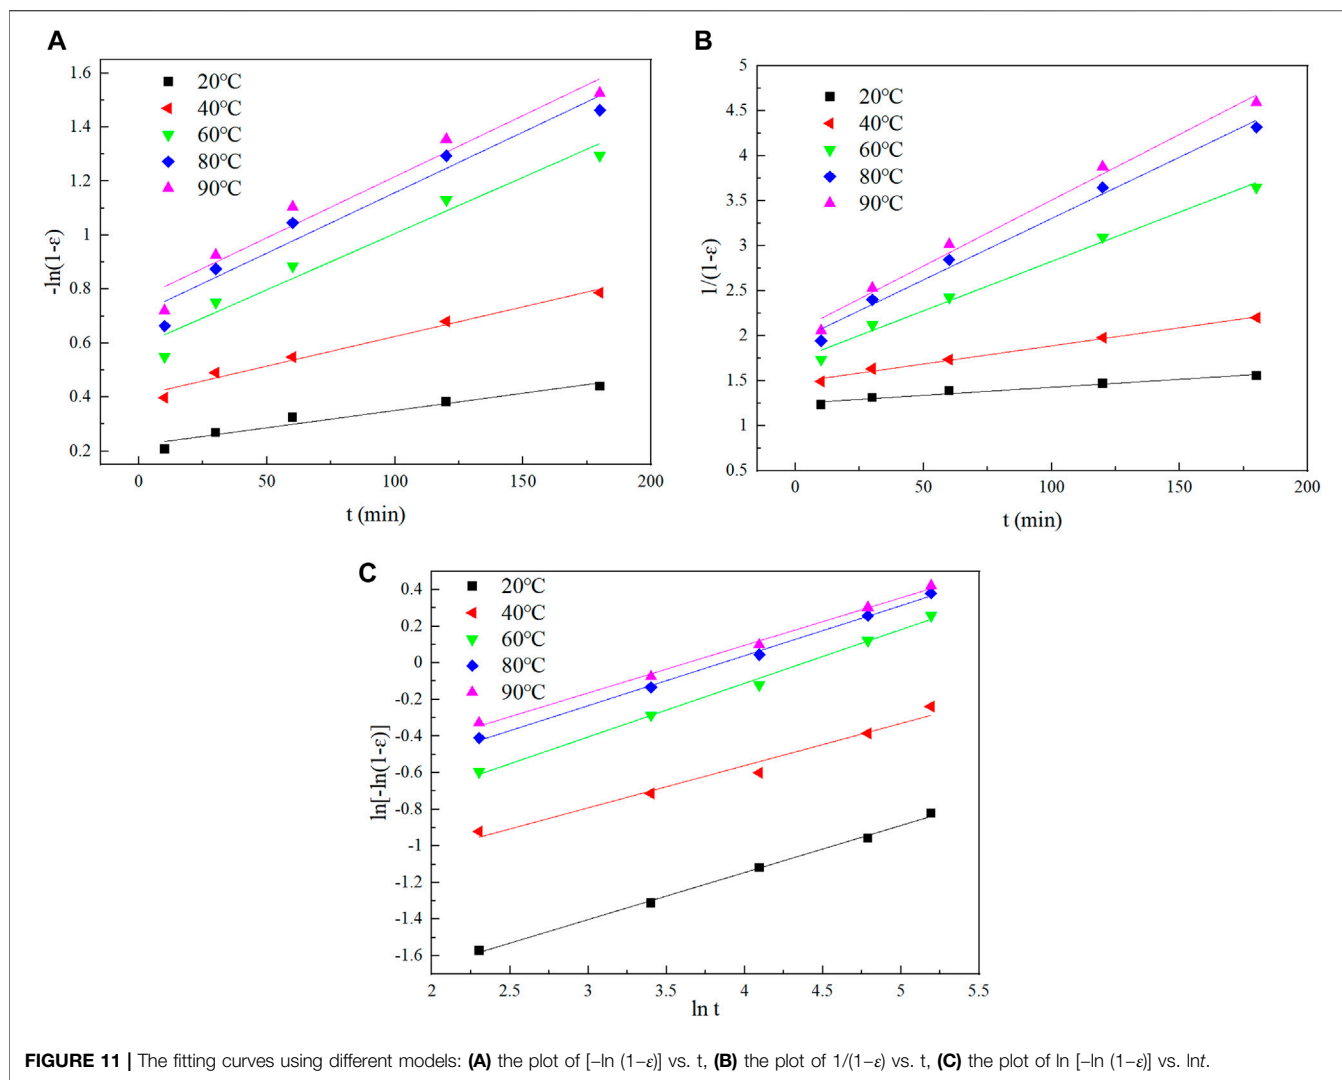 A
1.6
1.4
1.2
1
0.8
0.6
0.4
0.2
-ln(1-ε)
20°C
40°C
60°C
80°C
90°C
0
50
100
150
200
t (min)
B
5
4.5
4
3.5
3
2.5
2
1.5
1
0.5
1/(1-ε)
20°C
40°C
60°C
80°C
90°C
0
50
100
150
200
t (min)
C
0.4
0.2
0
-0.2
-0.4
-0.6
-0.8
-1
-1.2
-1.4
-1.6
ln[-ln(1-ε)]
20°C
40°C
60°C
80°C
90°C
2
2.5
3
3.5
4
4.5
5
5.5
ln t
FIGURE 11 | The fitting curves using different models: (A) the plot of [−ln (1−ε)] vs. t, (B) the plot of 1/(1−ε) vs. t, (C) the plot of ln [−ln (1−ε)] vs. lnt.